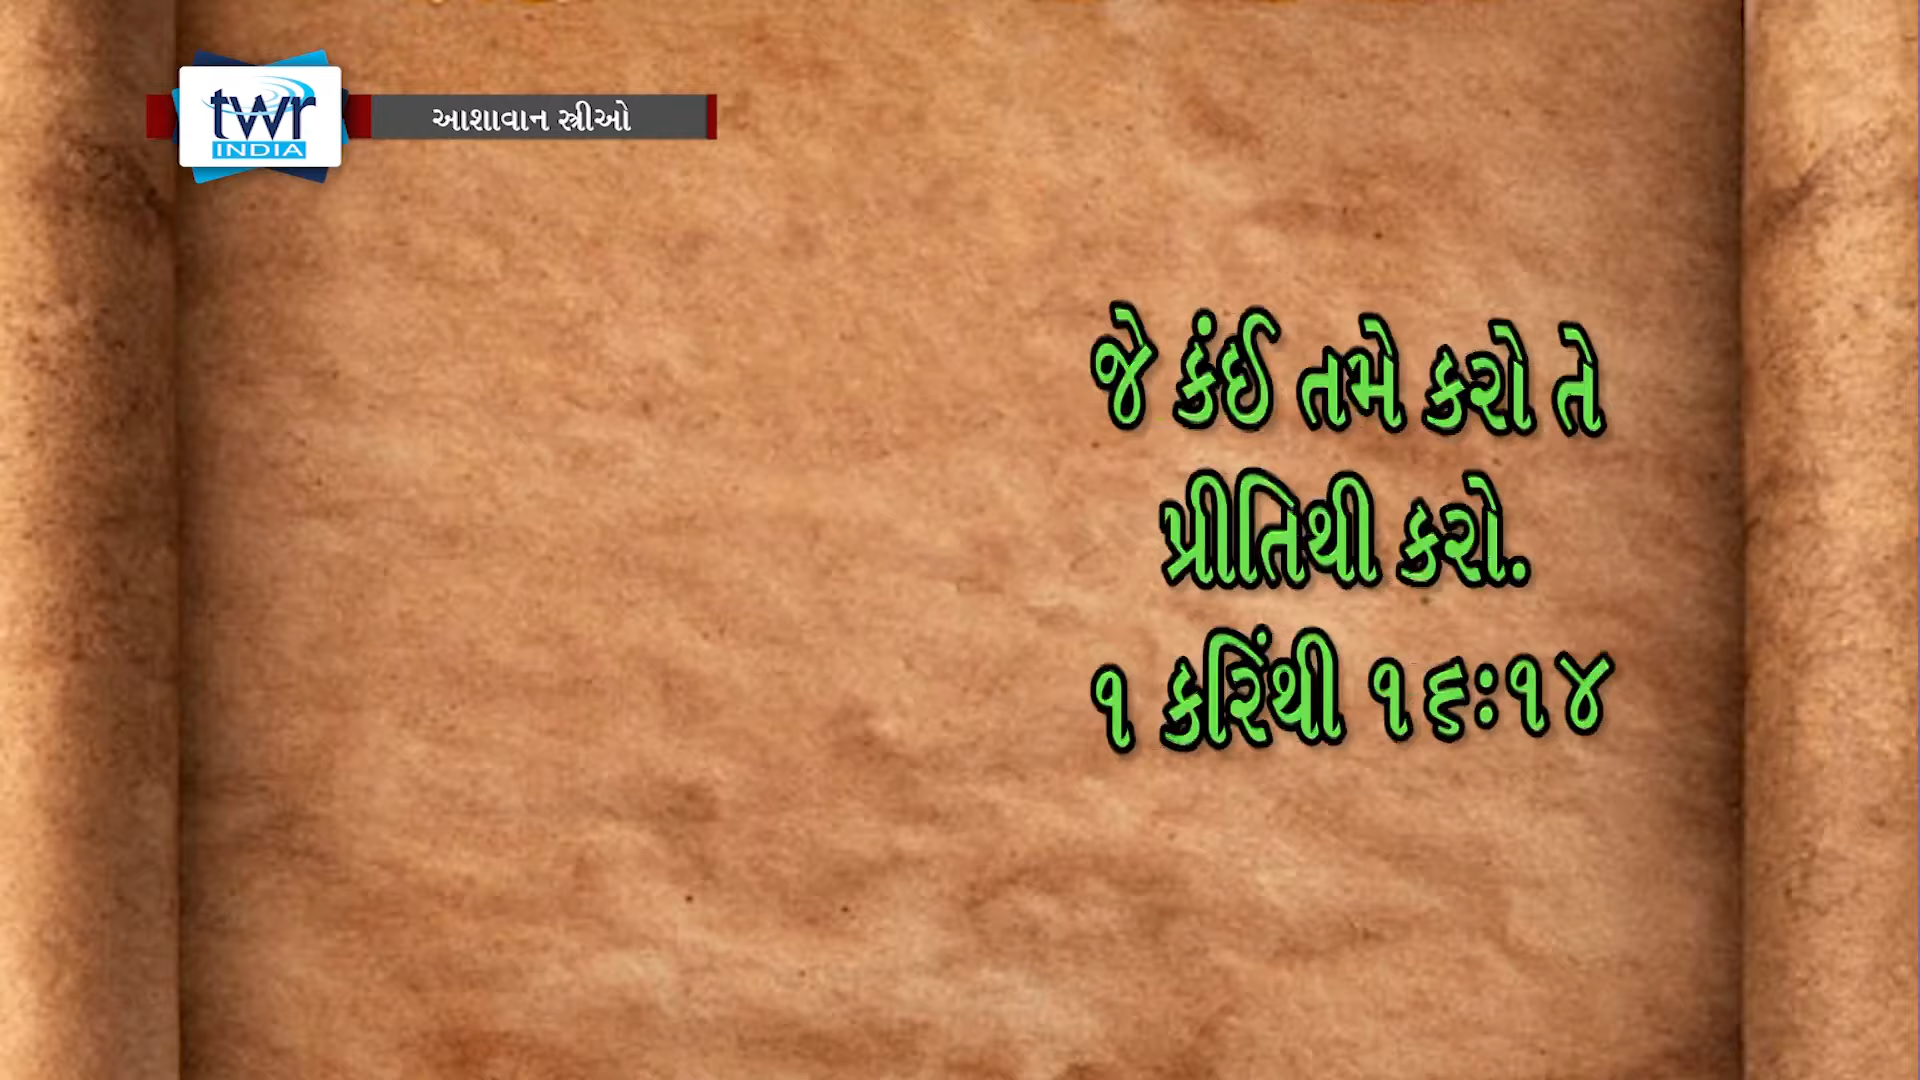 twr
INDIA
આશાવાન સ્ત્રીઓ
જે કંઈ તમે કરો તે
પ્રીતિથી કરો.
૧ કરિંથી ૧૬:૧૪